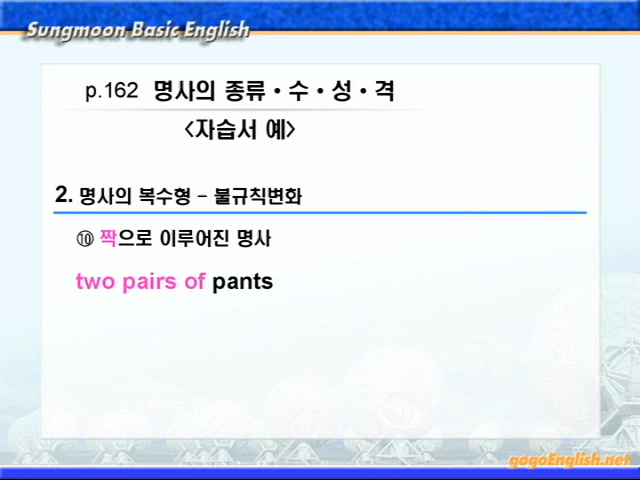 Sungmoon Basic English
p.162 명사의 종류 • 수 • 성 • 격
<자습서 예>
2. 명사의 복수형 - 불규칙변화
⑩ 짝으로 이루어진 명사
two pairs of pants
gogoEnglish.net